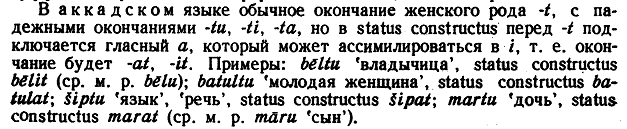 В аккадском языке обычное окончание женского рода -t, с па-
дежными окончаниями -tu, -ti, -ta, но в status constructus перед -t под-
ключается гласный a, который может ассимилироваться в i, т. е. окон-
чание будет -at, -it. Примеры: bēltu ‘владычица’, status constructus
bēlit (ср. м. р. bēlu); batultu ‘молодая женщина’, status constructus ba-
tulat; šiptu ‘язык’, ‘речь’, status constructus šipat; martu ‘дочь’, status
constructus marat (ср. м. р. māru ‘сын’).